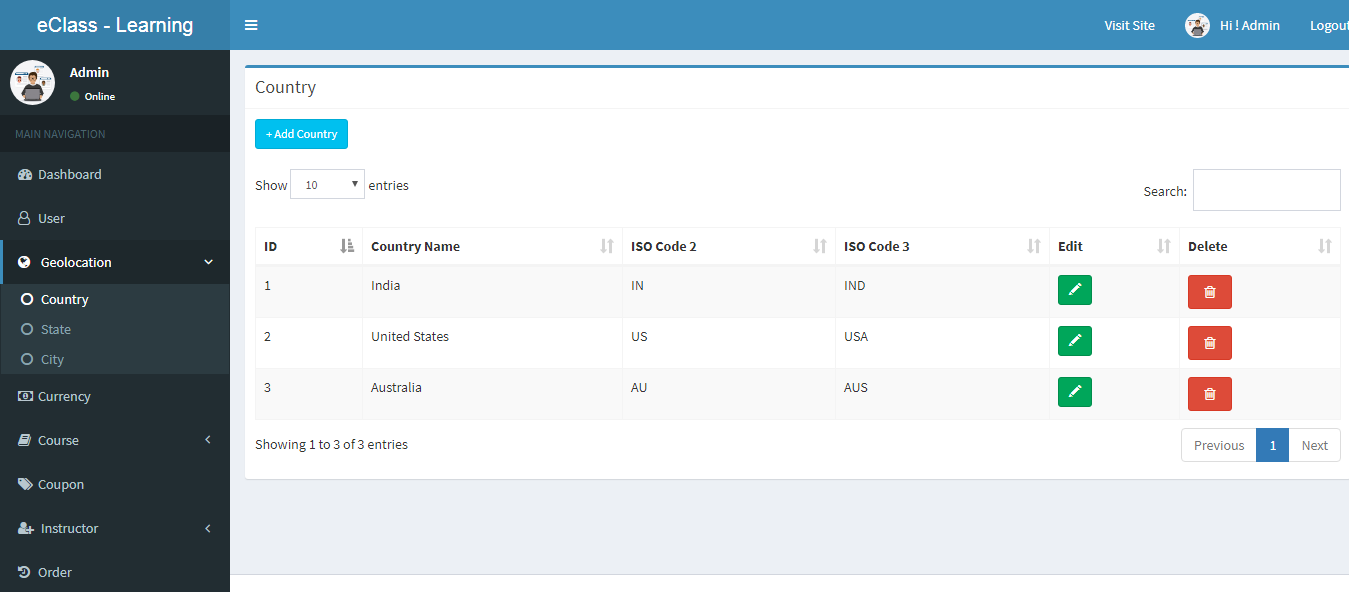 eClass - Learning
Visit Site
Hi ! Admin
Logout
Admin
Online
MAIN NAVIGATION
Dashboard
User
Geolocation
Country
State
City
Currency
Course
Coupon
Instructor
Order
Country
+ Add Country
Show 10 entries
Search:
ID Country Name ISO Code 2 ISO Code 3 Edit Delete
1 India IN IND
2 United States US USA
3 Australia AU AUS
Showing 1 to 3 of 3 entries
Previous 1 Next